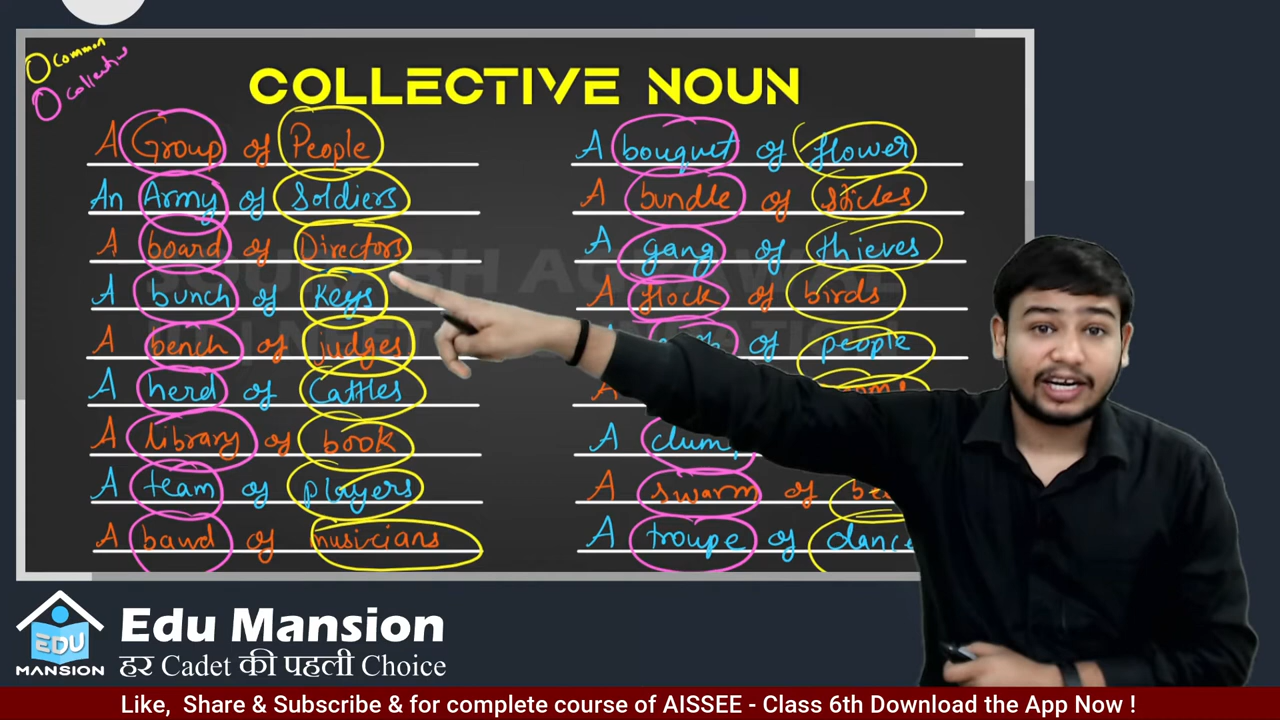 Common
Collectiv
COLLECTIVE NOUN
A Group of People
An Army of Soldiers
A board of Directors
A bunch of Keys
A bench of judges
A herd of Cattles
A library of book
A team of players
A band of musicians
A bouquet of flower
A bundle of sticles
A gang of thieves
A flock of birds
of people
A
A clum
A swarm of be
A troupe of dance
EDU
MANSION
Edu Mansion
हर Cadet की पहली Choice
Like, Share & Subscribe & for complete course of AISSEE - Class 6th Download the App Now !